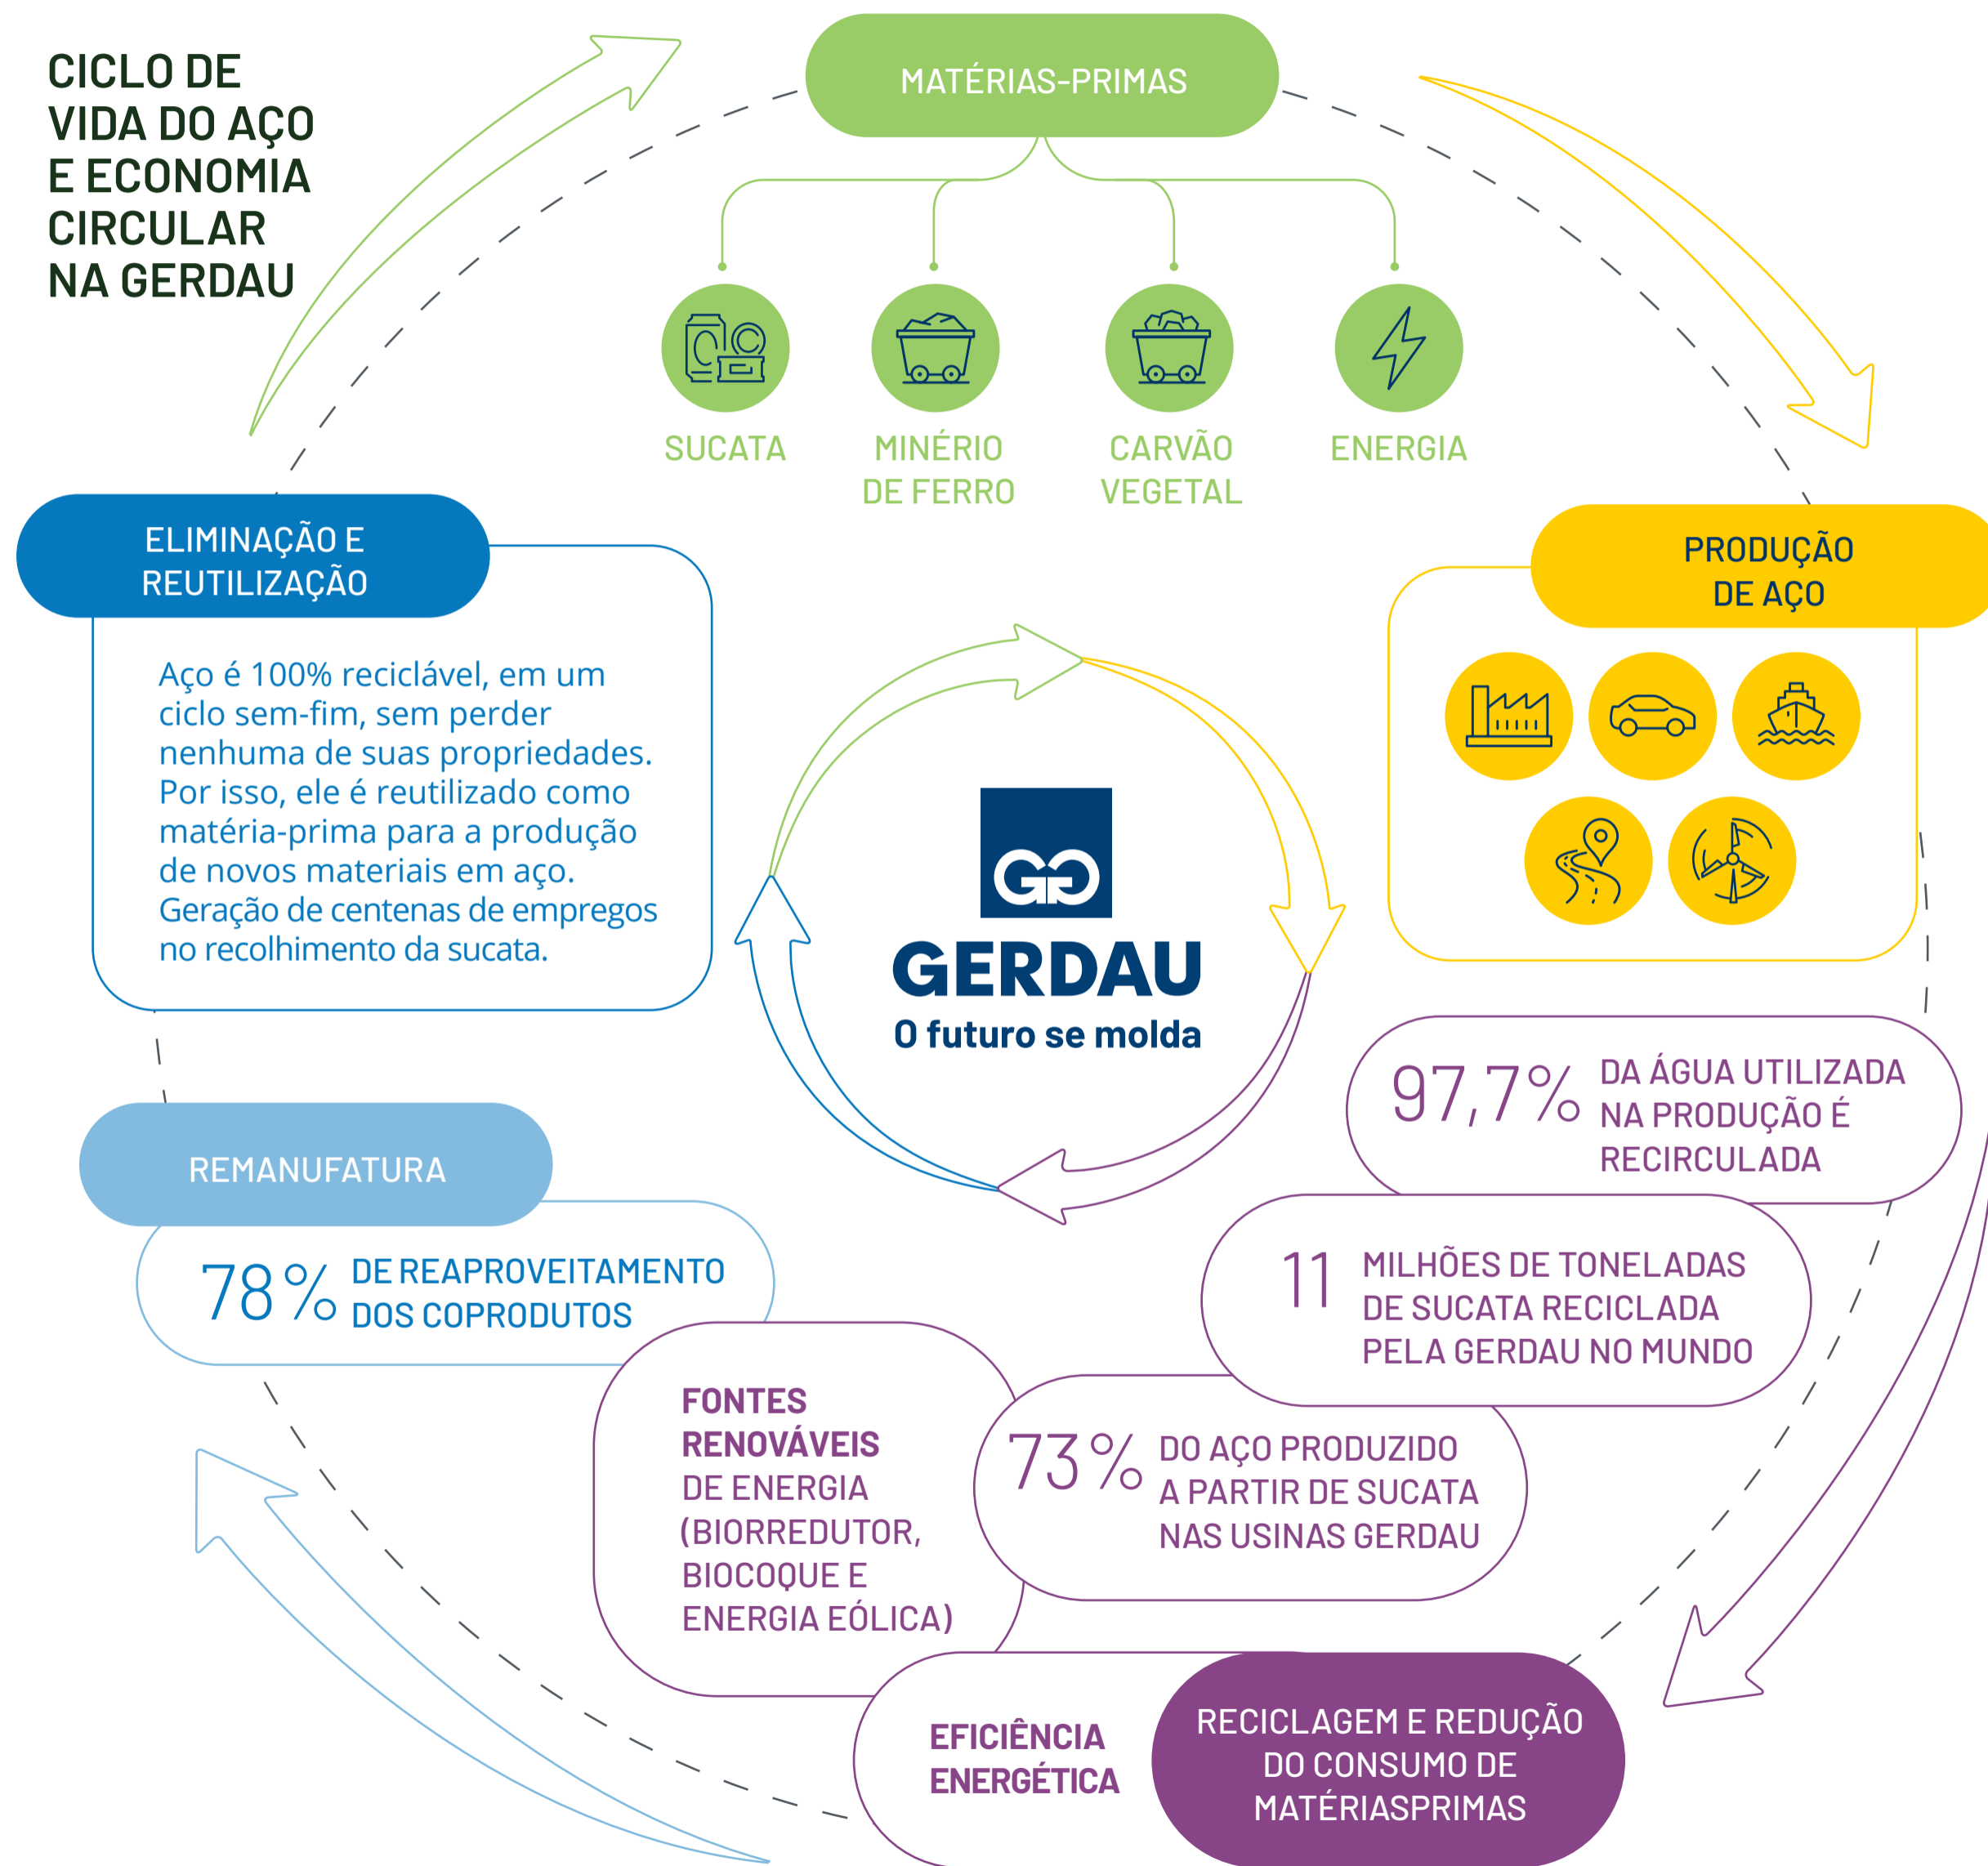 CICLO DE
VIDA DO AÇO
E ECONOMIA
CIRCULAR
NA GERDAU
MATÉRIAS-PRIMAS
SUCATA
MINÉRIO
DE FERRO
CARVÃO
VEGETAL
ENERGIA
PRODUÇÃO
DE AÇO
97,7% DA ÁGUA UTILIZADA
NA PRODUÇÃO É
RECIRCULADA
11 MILHÕES DE TONELADAS
DE SUCATA RECICLADA
PELA GERDAU NO MUNDO
73% DO AÇO PRODUZIDO
A PARTIR DE SUCATA
NAS USINAS GERDAU
FONTES
RENOVÁVEIS
DE ENERGIA
(BIORREDUTOR,
BIOCOQUE E
ENERGIA EÓLICA)
EFICIÊNCIA
ENERGÉTICA
RECICLAGEM E REDUÇÃO
DO CONSUMO DE
MATÉRIASPRIMAS
REMANUFATURA
78% DE REAPROVEITAMENTO
DOS COPRODUTOS
ELIMINAÇÃO E
REUTILIZAÇÃO
Aço é 100% reciclável, em um
ciclo sem-fim, sem perder
nenhuma de suas propriedades.
Por isso, ele é reutilizado como
matéria-prima para a produção
de novos materiais em aço.
Geração de centenas de empregos
no recolhimento da sucata.
GERDAU
O futuro se molda